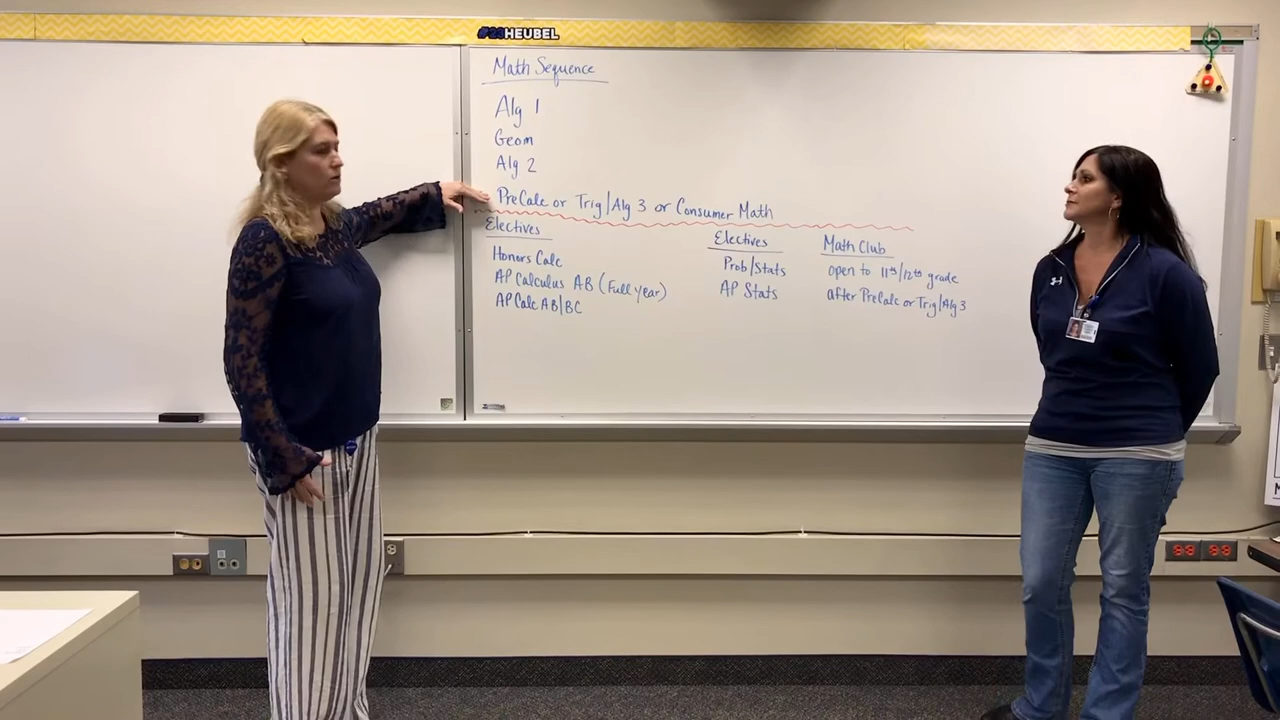 #23HEUBEL
Math Sequence
Alg 1
Geom
Alg 2
PreCalc or Trig/Alg 3 or Consumer Math
Electives
Honors Calc
AP Calculus AB (Full year)
AP Calc AB/BC
Electives
Prob/Stats
AP Stats
Math Club
open to 11th/12th grade
after PreCalc or Trig/Alg 3